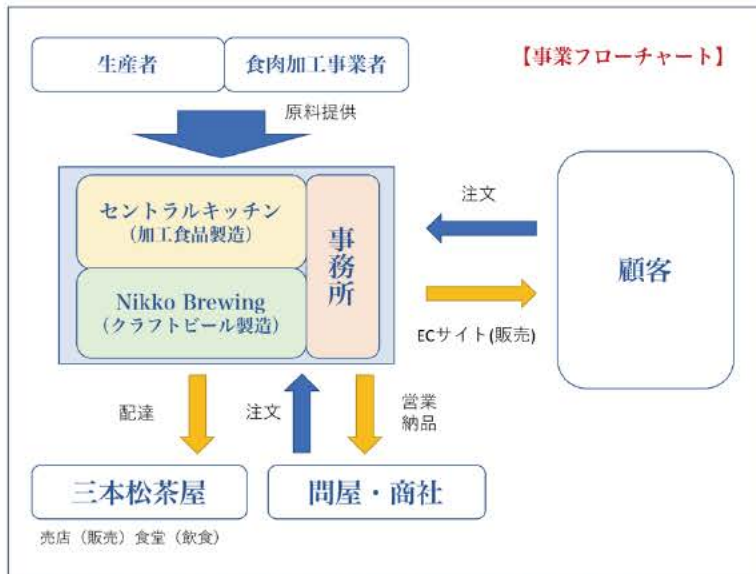 【事業フローチャート】
生産者
食肉加工事業者
原料提供
セントラルキッチン
（加工食品製造）
Nikko Brewing
（クラフトビール製造）
事務所
注文
ECサイト(販売)
顧客
配達
注文
営業
納品
三本松茶屋
問屋・商社
売店（販売）食堂（飲食）